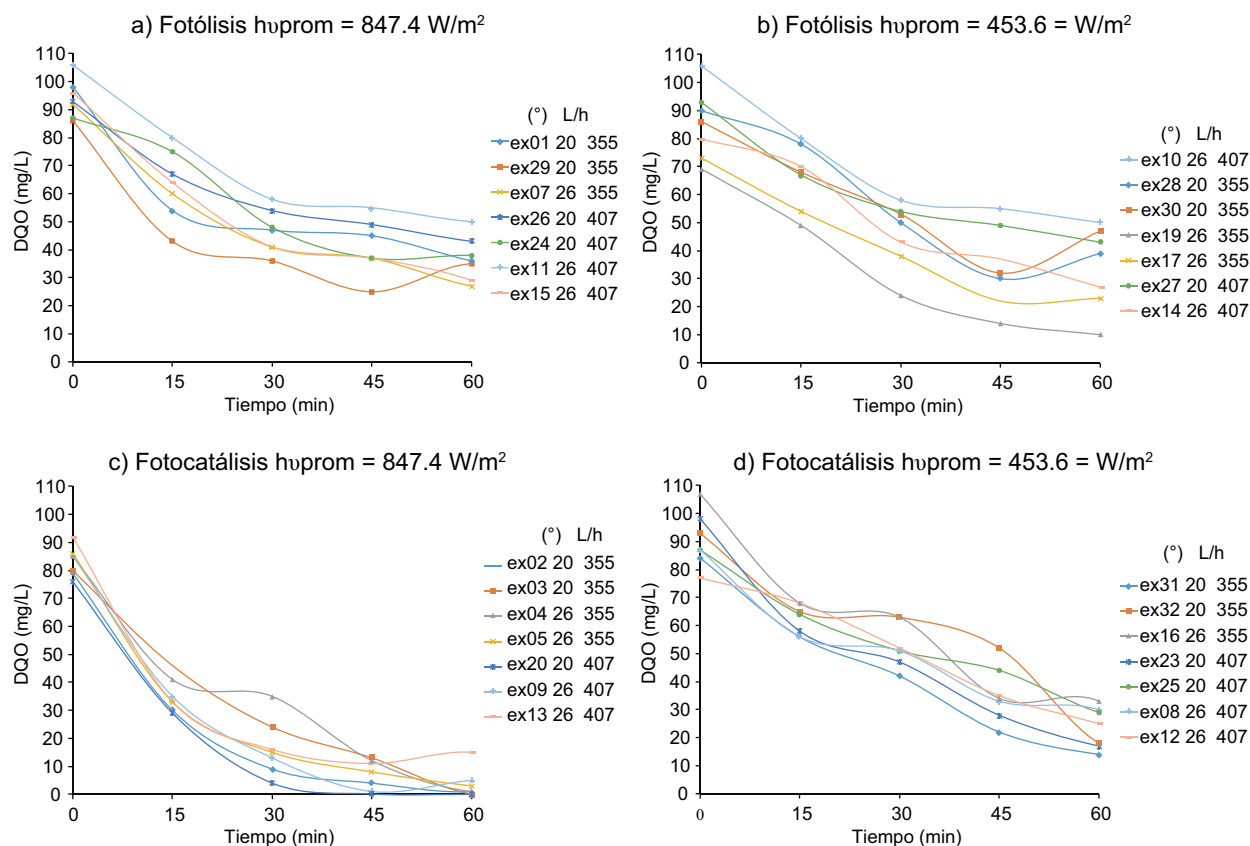 a) Fotólisis hυprom = 847.4 W/m²
DQO (mg/L)
110
100
90
80
70
60
50
40
30
20
10
0
0 15 30 45 60
Tiempo (min)
(°) L/h
ex01 20 355
ex29 20 355
ex07 26 355
ex26 20 407
ex24 20 407
ex11 26 407
ex15 26 407
b) Fotólisis hυprom = 453.6 = W/m²
DQO (mg/L)
110
100
90
80
70
60
50
40
30
20
10
0
0 15 30 45 60
Tiempo (min)
(°) L/h
ex10 26 407
ex28 20 355
ex30 20 355
ex19 26 355
ex17 26 355
ex27 20 407
ex14 26 407
c) Fotocatálisis hυprom = 847.4 W/m²
DQO (mg/L)
110
100
90
80
70
60
50
40
30
20
10
0
0 15 30 45 60
Tiempo (min)
(°) L/h
ex02 20 355
ex03 20 355
ex04 26 355
ex05 26 355
ex20 20 407
ex09 26 407
ex13 26 407
d) Fotocatálisis hυprom = 453.6 = W/m²
DQO (mg/L)
110
100
90
80
70
60
50
40
30
20
10
0
0 15 30 45 60
Tiempo (min)
(°) L/h
ex31 20 355
ex32 20 355
ex16 26 355
ex23 20 407
ex25 20 407
ex08 26 407
ex12 26 407